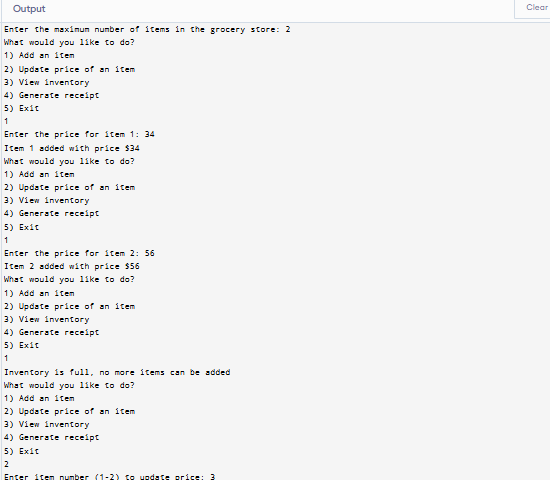 Output
Clear
Enter the maximum number of items in the grocery store: 2
What would you like to do?
1) Add an item
2) Update price of an item
3) View inventory
4) Generate receipt
5) Exit
1
Enter the price for item 1: 34
Item 1 added with price $34
What would you like to do?
1) Add an item
2) Update price of an item
3) View inventory
4) Generate receipt
5) Exit
1
Enter the price for item 2: 56
Item 2 added with price $56
What would you like to do?
1) Add an item
2) Update price of an item
3) View inventory
4) Generate receipt
5) Exit
1
Inventory is full, no more items can be added
What would you like to do?
1) Add an item
2) Update price of an item
3) View inventory
4) Generate receipt
5) Exit
2
Enter item number (1-2) to update price: 3